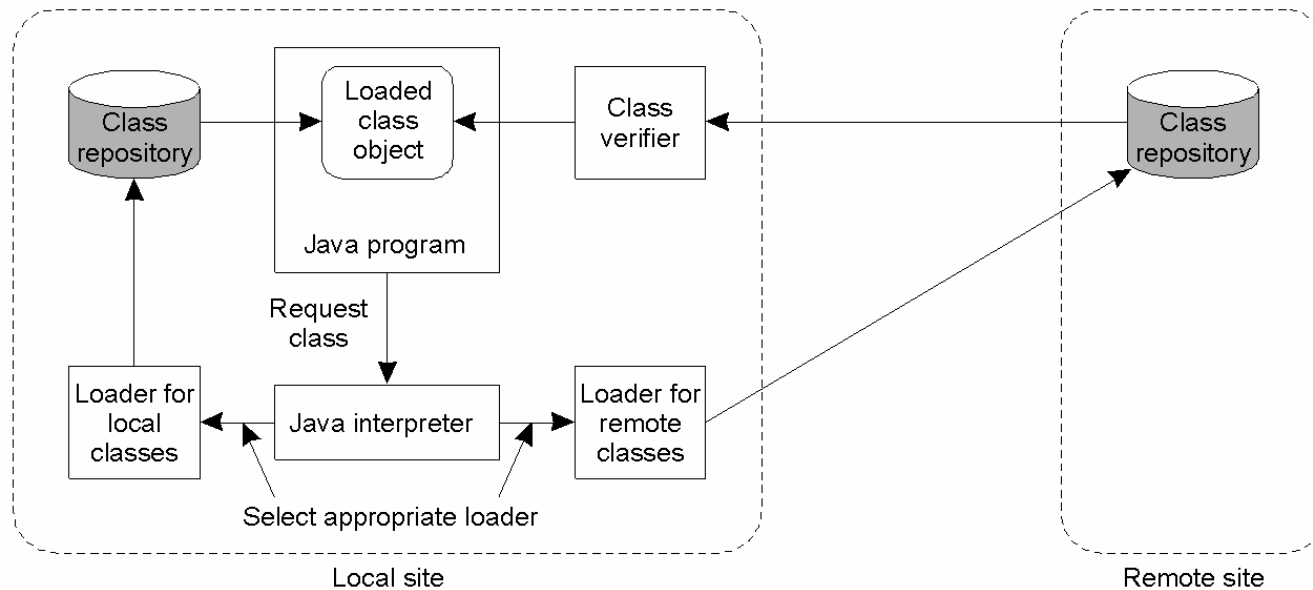 Class
repository
Loaded
class
object
Class
verifier
Class
repository
Java program
Request
class
Loader for
local
classes
Java interpreter
Loader for
remote
classes
Select appropriate loader
Local site
Remote site